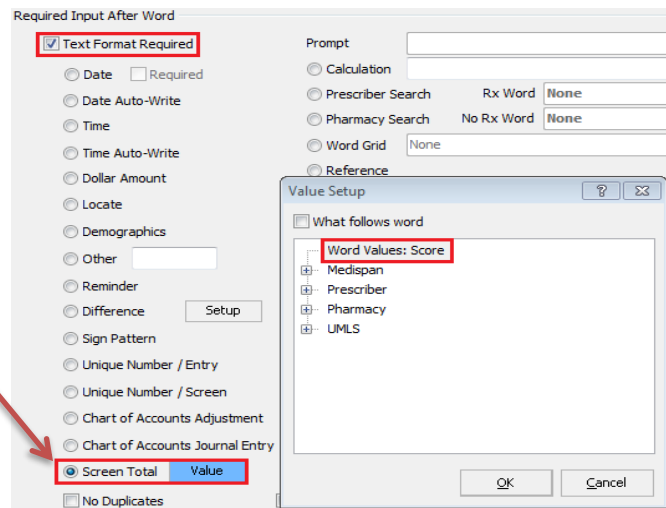 Required Input After Word
Text Format Required
Prompt
Date
Required
Calculation
Date Auto-Write
Prescriber Search
Rx Word
None
Time
Pharmacy Search
No Rx Word
None
Time Auto-Write
Word Grid
None
Dollar Amount
Reference
Locate
Demographics
Other
Reminder
Difference
Setup
Sign Pattern
Unique Number / Entry
Unique Number / Screen
Chart of Accounts Adjustment
Chart of Accounts Journal Entry
Screen Total
Value
No Duplicates
Value Setup
What follows word
Word Values: Score
Medispan
Prescriber
Pharmacy
UMLS
OK
Cancel